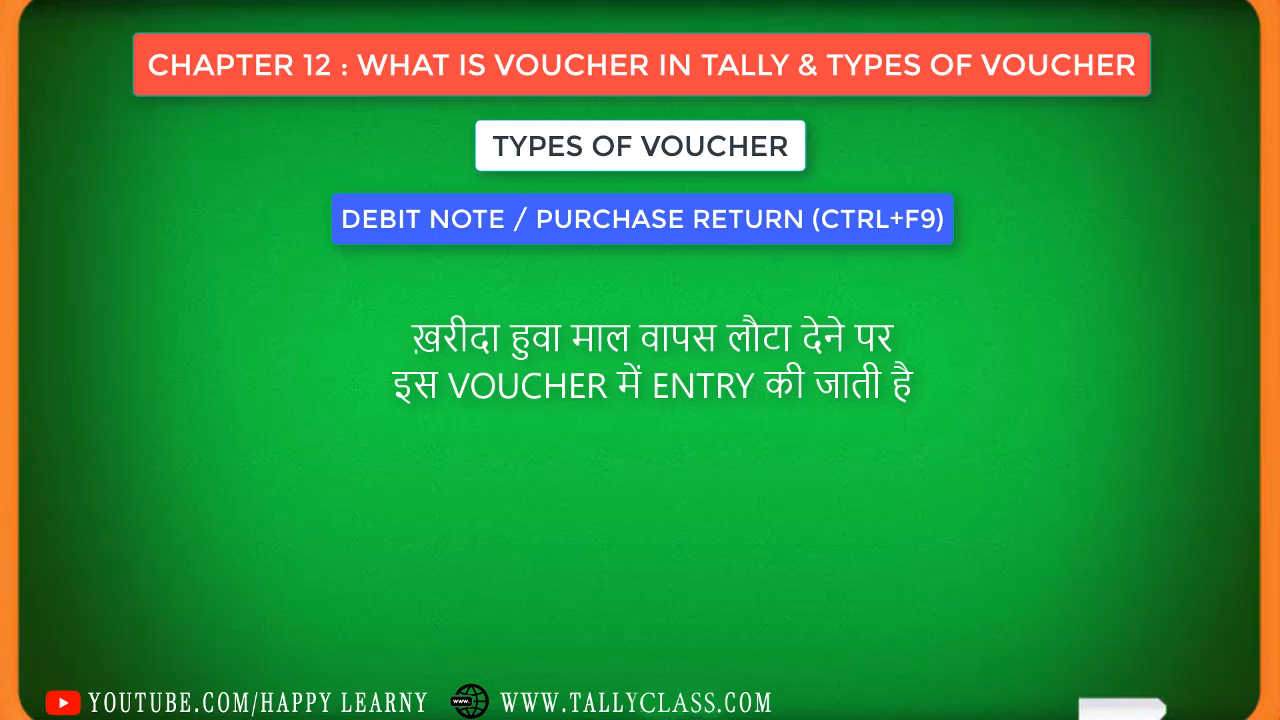 CHAPTER 12 : WHAT IS VOUCHER IN TALLY & TYPES OF VOUCHER
TYPES OF VOUCHER
DEBIT NOTE / PURCHASE RETURN (CTRL+F9)
ख़रीदा हुवा माल वापस लौटा देने पर
इस VOUCHER में ENTRY की जाती है
YOUTUBE.COM/HAPPY LEARNY www. WWW.TALLYCLASS.COM